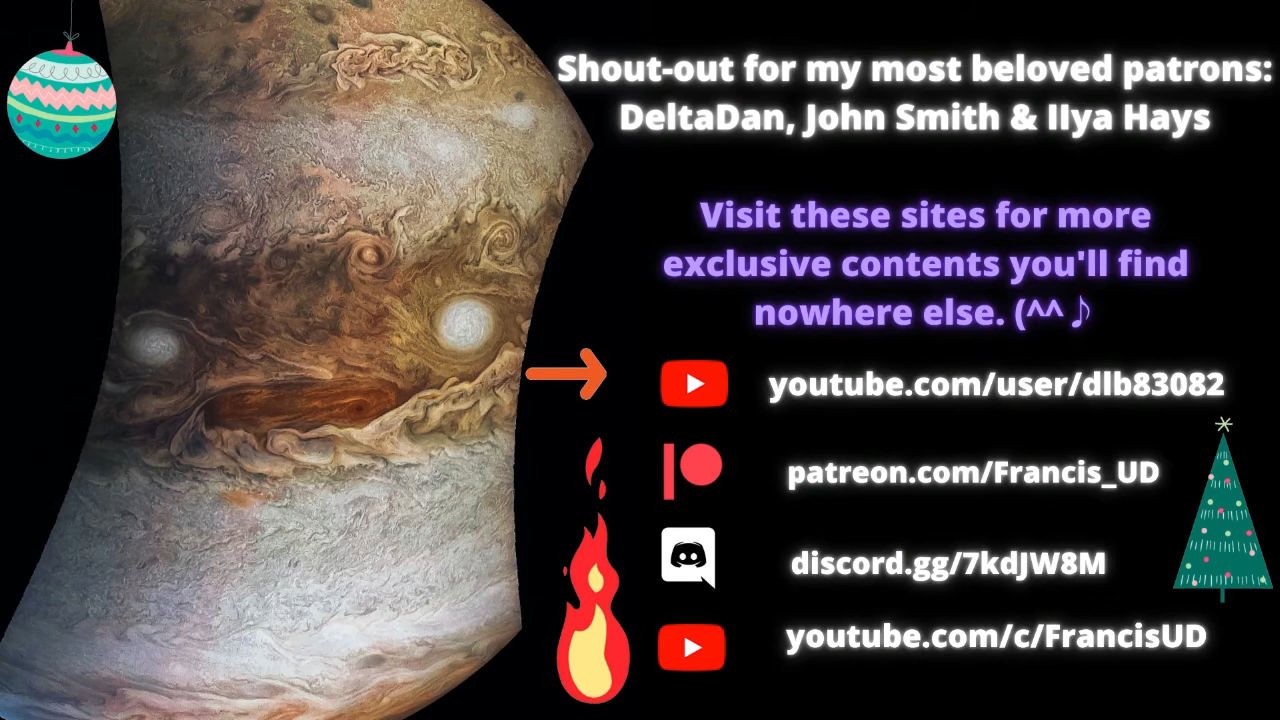 Shout-out for my most beloved patrons:
DeltaDan, John Smith & Ilya Hays
Visit these sites for more
exclusive contents you'll find
nowhere else. (^^♪
youtube.com/user/dlb83082
patreon.com/Francis_UD
discord.gg/7kdJW8M
youtube.com/c/FrancisUD